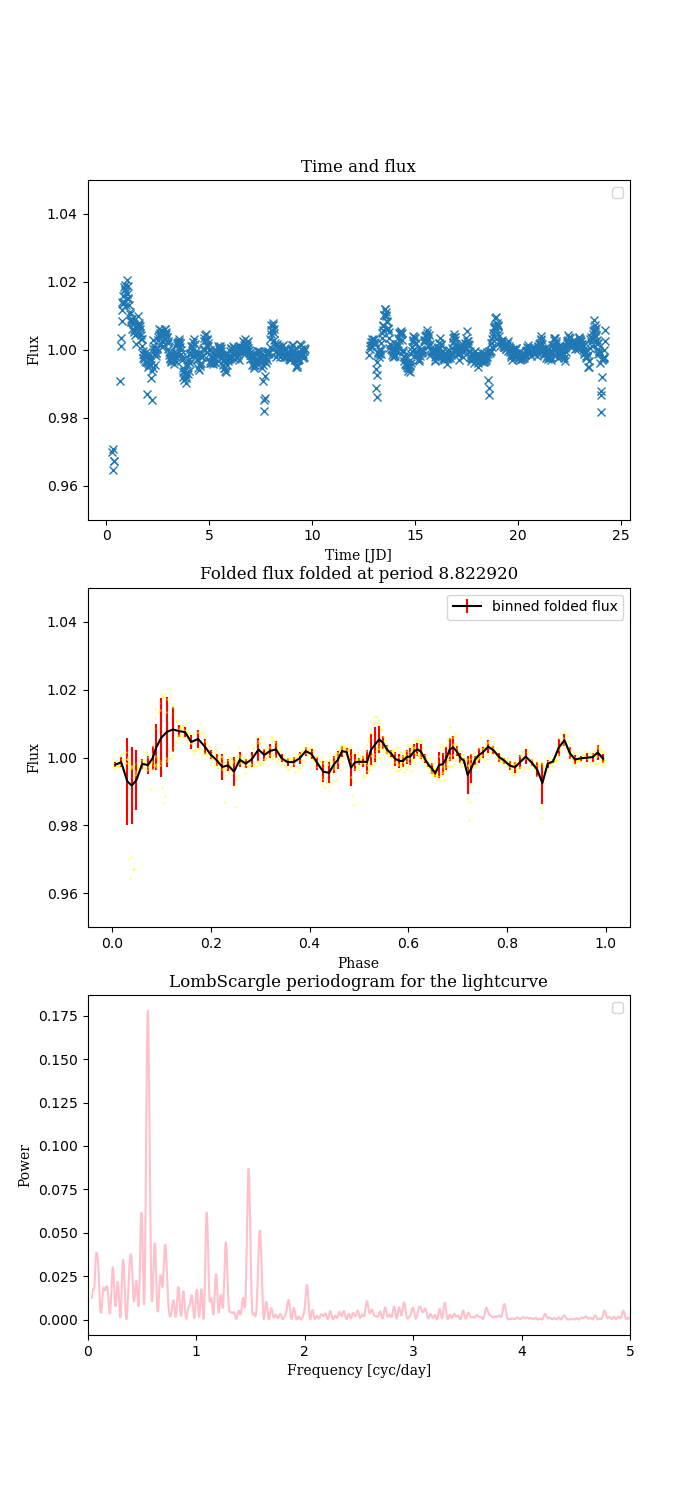 Time and flux
1.04
1.02
1.00
0.98
0.96
Flux
0 5 10 15 20 25
Time [JD]
Folded flux folded at period 8.822920
binned folded flux
1.04
1.02
1.00
0.98
0.96
Flux
0.0 0.2 0.4 0.6 0.8 1.0
Phase
LombScargle periodogram for the lightcurve
0.175
0.150
0.125
0.100
0.075
0.050
0.025
0.000
Power
0 1 2 3 4 5
Frequency [cyc/day]